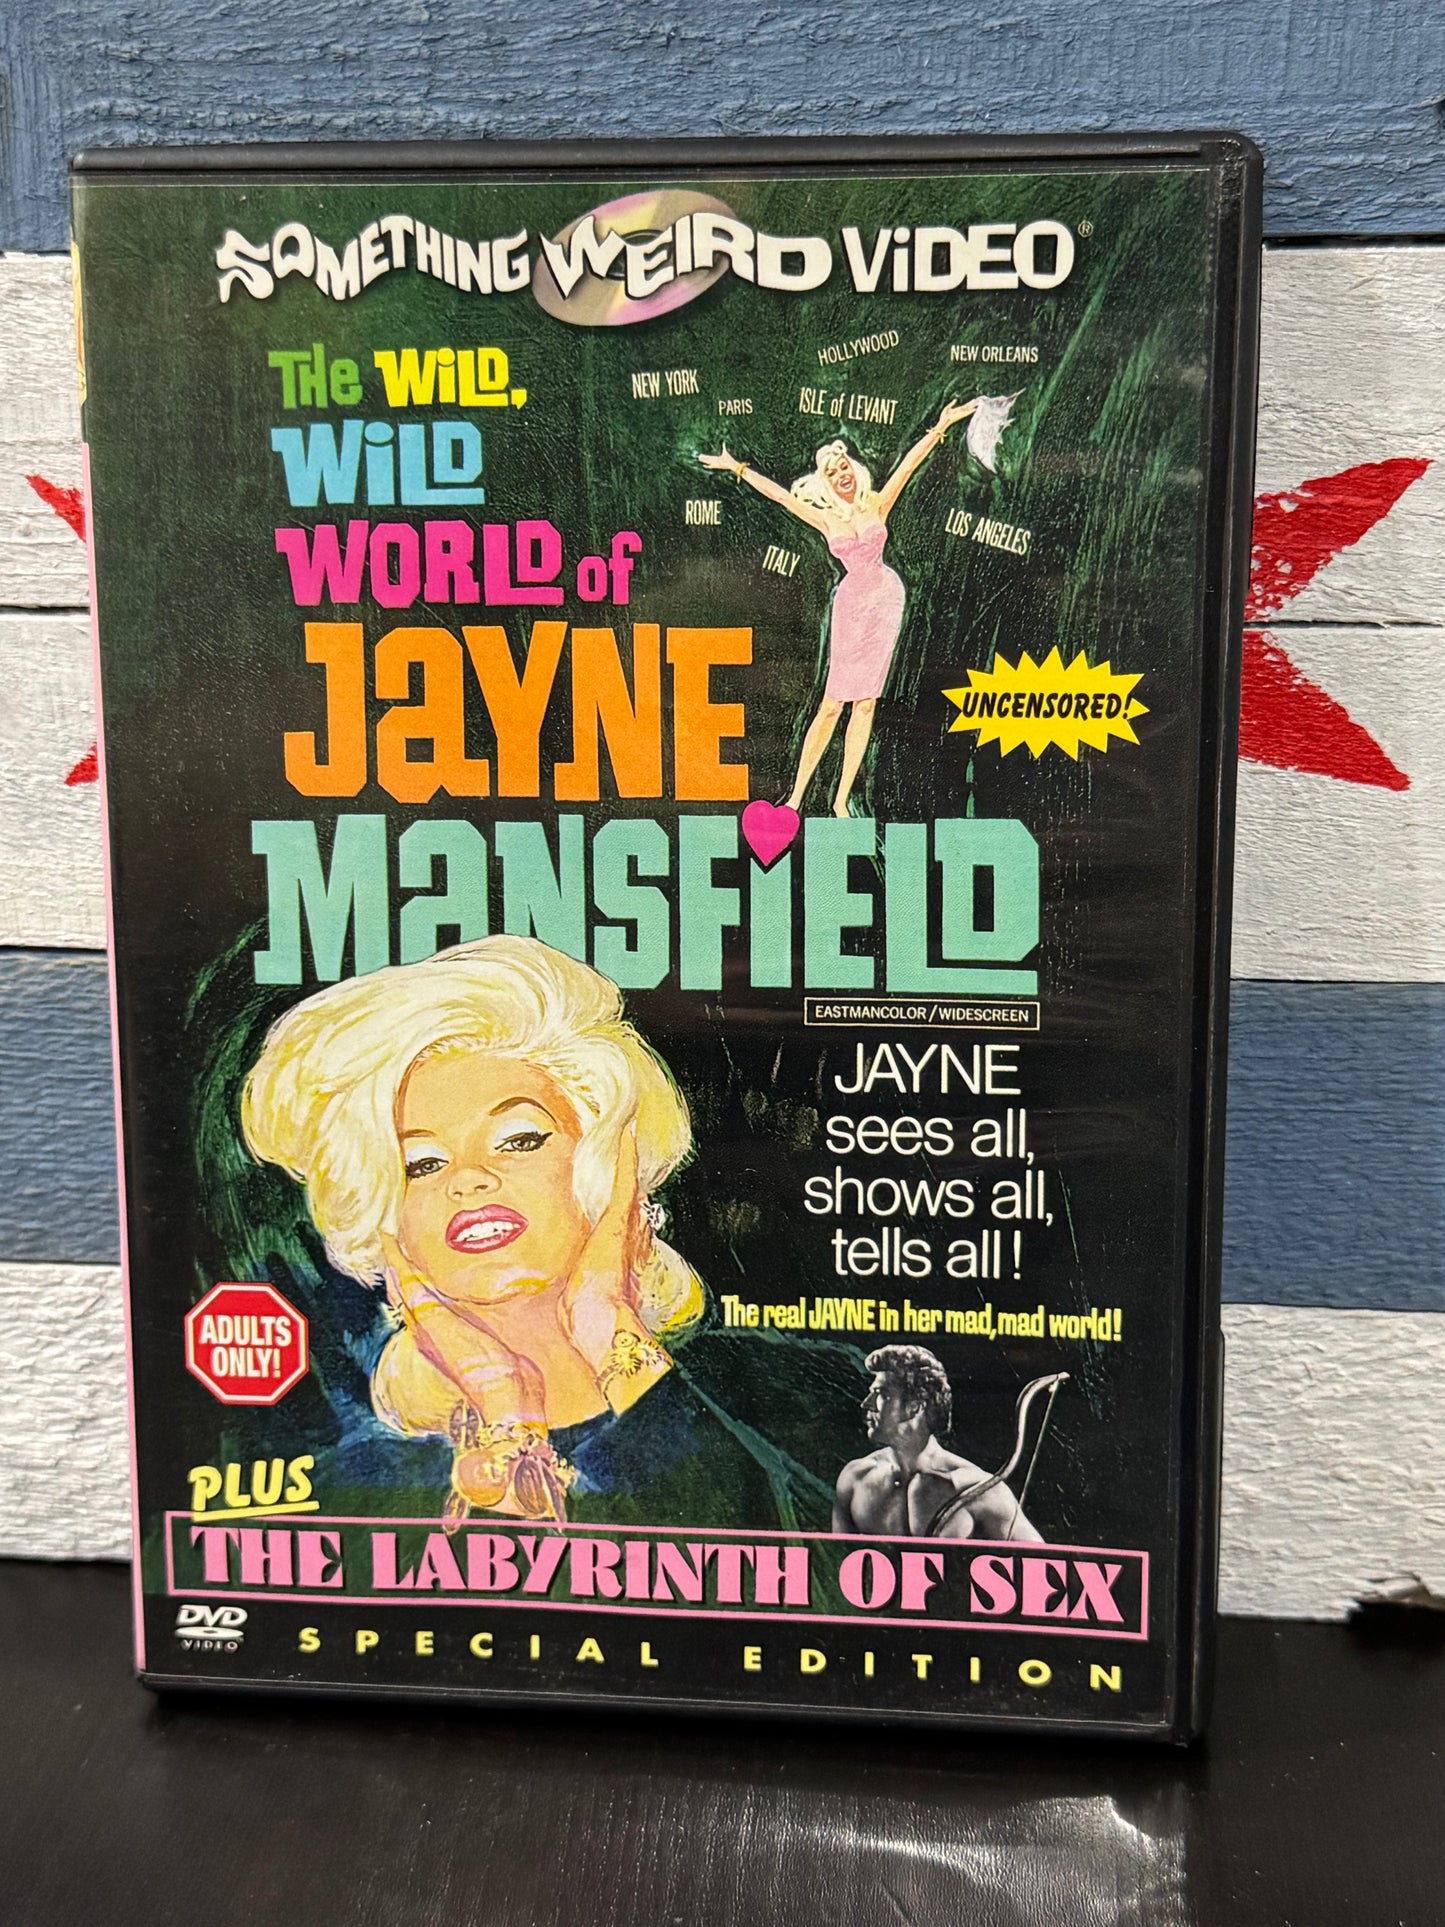 SOMETHING WEIRD ViDEO®
THe WiLD,
WiLD
WORLD of
JaYNE
MaNSFiELD
HOLLYWOOD
NEW ORLEANS
NEW YORK
PARIS
ISLE of LEVANT
ROME
ITALY
LOS ANGELES
UNCENSORED!
EASTMANCOLOR/WIDESCREEN
JAYNE
sees all,
shows all,
tells all!
The real JAYNE in her mad, mad world!
ADULTS
ONLY!
PLUS
THE LABYRINTH OF SEX
DVD
VIDEO
SPECIAL EDITION